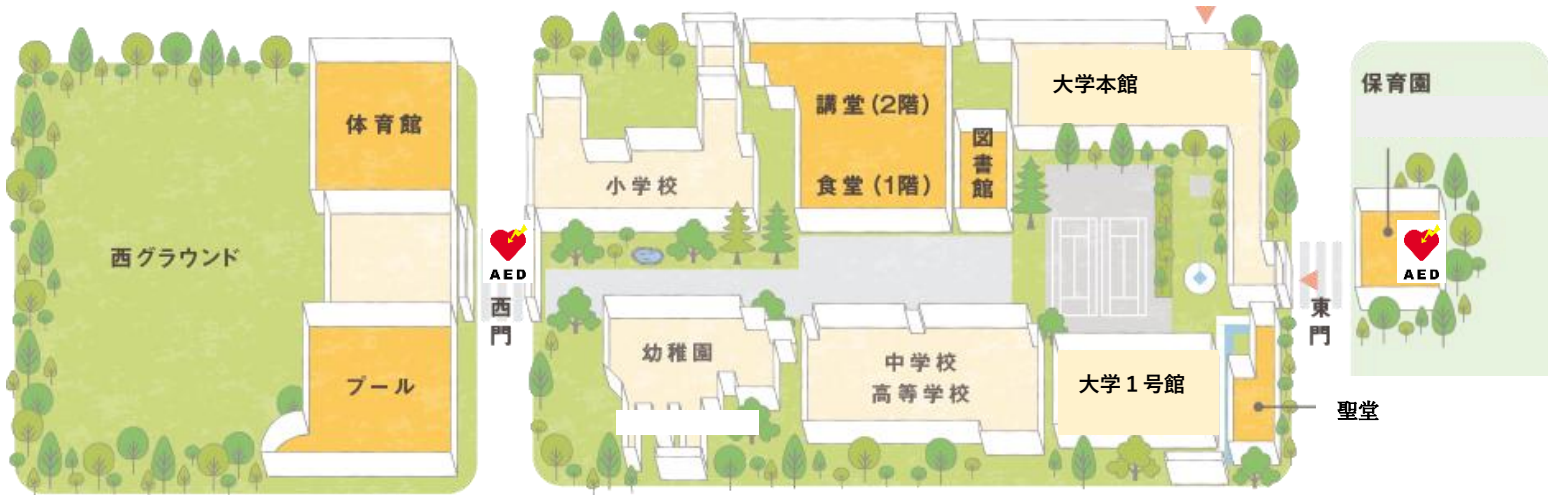 体育館
西グラウンド
プール
AED
西門
小学校
講堂(2階)
食堂(1階)
図書館
大学本館
幼稚園
中学校
高等学校
大学1号館
東門
聖堂
保育園
AED